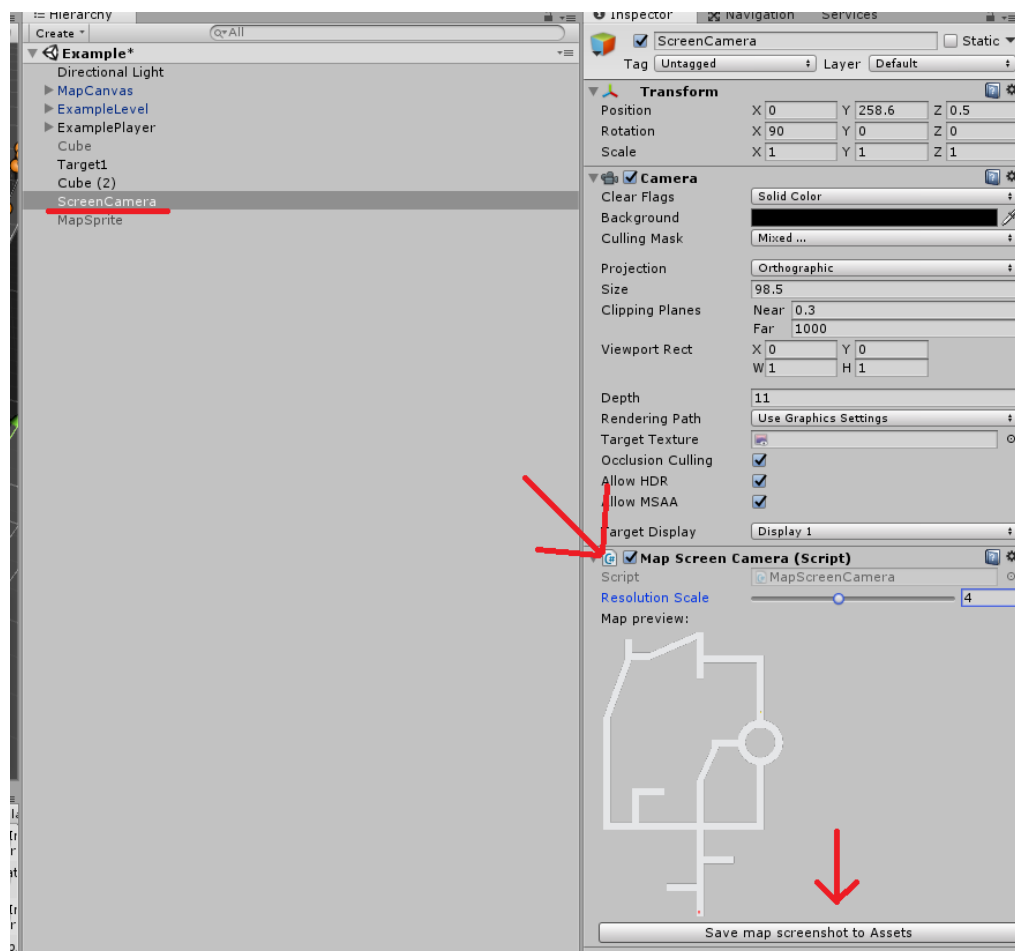 Hierarchy
Create
Q▾All
Example*
Directional Light
MapCanvas
ExampleLevel
ExamplePlayer
Cube
Target1
Cube (2)
ScreenCamera
MapSprite
Inspector Navigation Services
ScreenCamera Static
Tag Untagged Layer Default
Transform
Position X 0 Y 258.6 Z 0.5
Rotation X 90 Y 0 Z 0
Scale X 1 Y 1 Z 1
Camera
Clear Flags Solid Color
Background
Culling Mask Mixed ...
Projection Orthographic
Size 98.5
Clipping Planes Near 0.3
Far 1000
Viewport Rect X 0 Y 0
W 1 H 1
Depth 11
Rendering Path Use Graphics Settings
Target Texture
Occlusion Culling
Allow HDR
Allow MSAA
Target Display Display 1
Map Screen Camera (Script)
Script MapScreenCamera
Resolution Scale 4
Map preview:
Save map screenshot to Assets